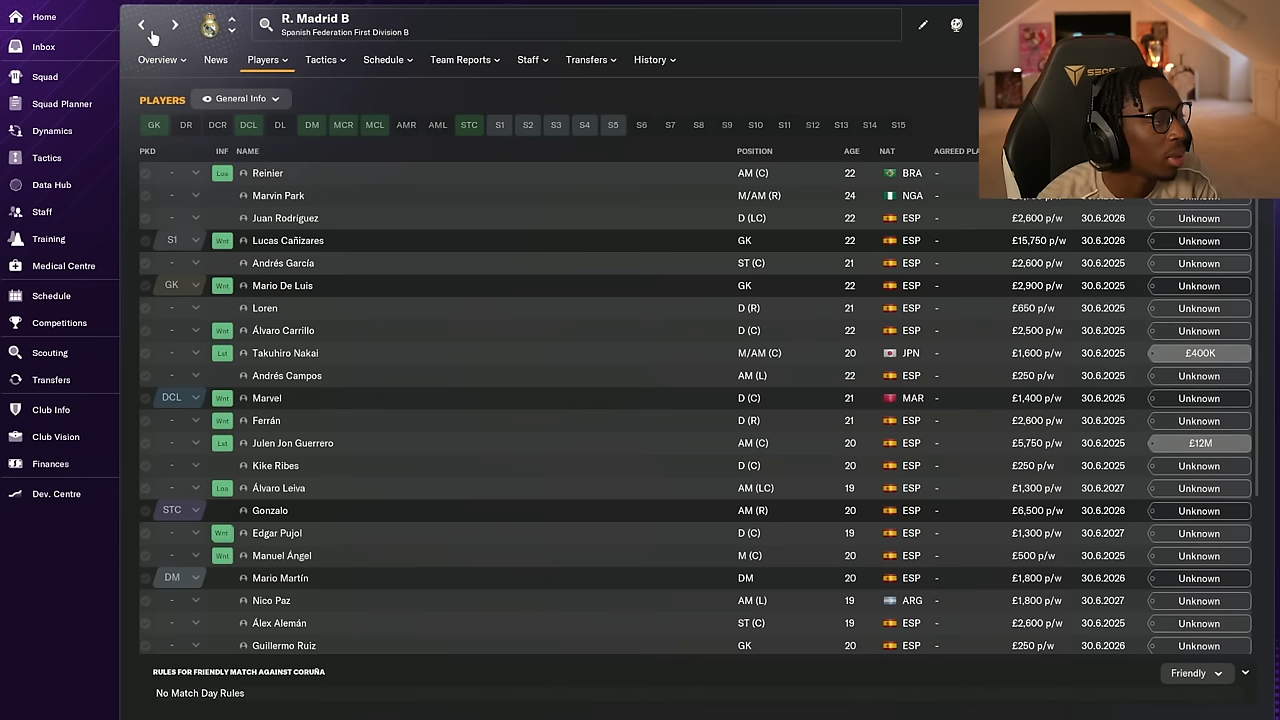 Home
Inbox
Squad
Squad Planner
Dynamics
Tactics
Data Hub
Staff
Training
Medical Centre
Schedule
Competitions
Scouting
Transfers
Club Info
Club Vision
Finances
Dev. Centre
R. Madrid B
Spanish Federation First Division B
Overview News Players Tactics Schedule Team Reports Staff Transfers History
PLAYERS General Info
GK DR DCR DCL DL DM MCR MCL AMR AML STC S1 S2 S3 S4 S5 S6 S7 S8 S9 S10 S11 S12 S13 S14 S15
PKD INF NAME POSITION AGE NAT
- Loa Reinier AM (C) 22 BRA -
- Marvin Park M/AM (R) 24 NGA -
- Juan Rodríguez D (LC) 22 ESP - £2,600 p/w 30.6.2026 Unknown
S1 Wnt Lucas Cañizares GK 22 ESP - £15,750 p/w 30.6.2026 Unknown
- Andrés García ST (C) 21 ESP - £2,600 p/w 30.6.2026 Unknown
GK Wnt Mario De Luis GK 22 ESP - £2,900 p/w 30.6.2026 Unknown
- Loren D (R) 21 ESP - £650 p/w 30.6.2025 Unknown
- Wnt Álvaro Carrillo D (C) 22 ESP - £2,500 p/w 30.6.2025 Unknown
- Lst Takuhiro Nakai M/AM (C) 20 JPN - £1,600 p/w 30.6.2025 £400K
- Andrés Campos AM (L) 22 ESP - £250 p/w 30.6.2025 Unknown
DCL Wnt Marvel D (C) 21 MAR - £1,400 p/w 30.6.2025 Unknown
- Wnt Ferrán D (R) 21 ESP - £2,600 p/w 30.6.2025 Unknown
- Lst Julen Jon Guerrero AM (C) 20 ESP - £5,750 p/w 30.6.2025 £12M
- Kike Ribes D (C) 20 ESP - £250 p/w 30.6.2025 Unknown
- Loa Álvaro Leiva AM (LC) 19 ESP - £1,300 p/w 30.6.2027 Unknown
STC Gonzalo AM (R) 20 ESP - £6,500 p/w 30.6.2026 Unknown
- Wnt Edgar Pujol D (C) 19 ESP - £1,300 p/w 30.6.2027 Unknown
- Wnt Manuel Ángel M (C) 20 ESP - £500 p/w 30.6.2025 Unknown
DM Mario Martín DM 20 ESP - £1,800 p/w 30.6.2026 Unknown
- Nico Paz AM (L) 19 ARG - £1,800 p/w 30.6.2027 Unknown
- Álex Alemán ST (C) 19 ESP - £2,600 p/w 30.6.2025 Unknown
- Guillermo Ruiz GK 20 ESP - £250 p/w 30.6.2025 Unknown
RULES FOR FRIENDLY MATCH AGAINST CORUÑA Friendly
No Match Day Rules